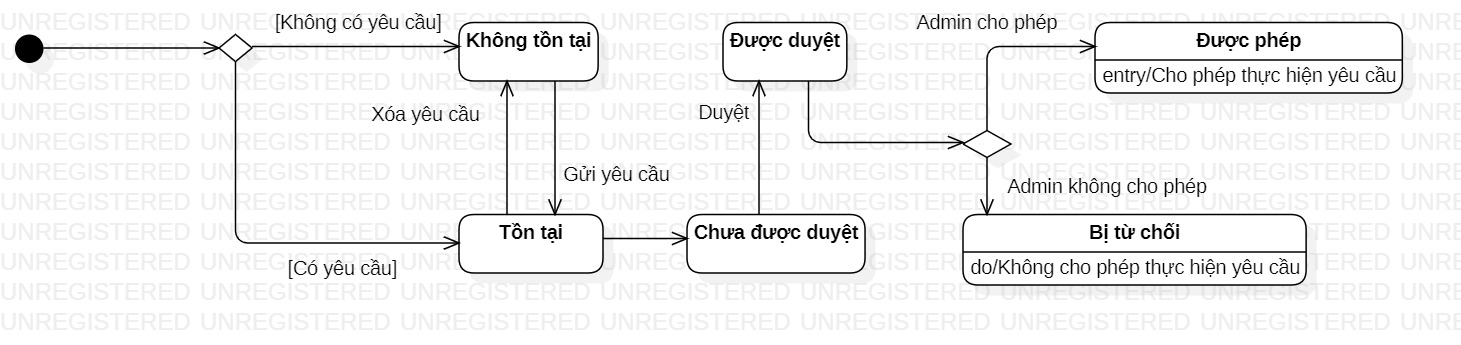 [Không có yêu cầu]
Không tồn tại
Được duyệt
Admin cho phép
Được phép
entry/Cho phép thực hiện yêu cầu
Xóa yêu cầu
Duyệt
Gửi yêu cầu
Admin không cho phép
Tồn tại
Chưa được duyệt
Bị từ chối
do/Không cho phép thực hiện yêu cầu
[Có yêu cầu]
UNREGISTERED UNREGISTERED UNREGISTERED UNREGISTERED UNREGISTERED UNREGISTERED UNREGISTERED UNRE